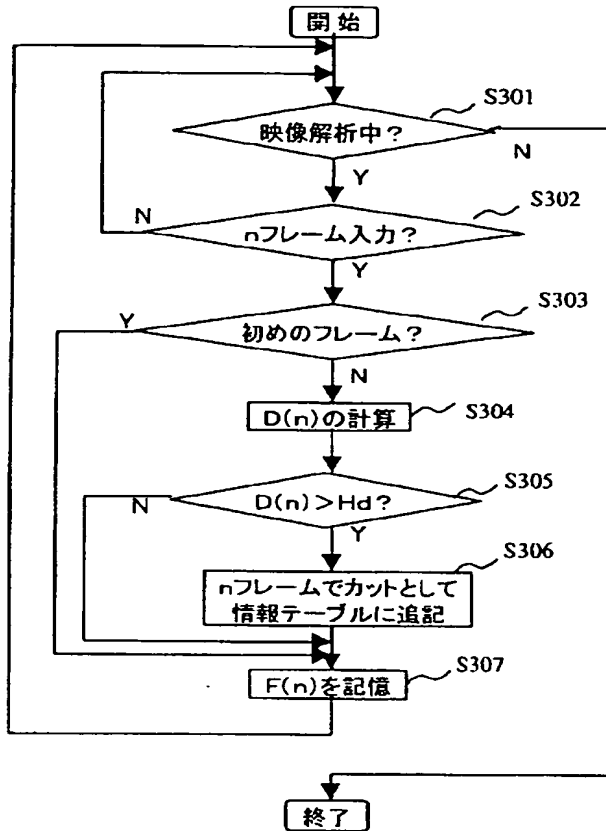 開始
S301
映像解析中？
N
Y
S302
N
nフレーム入力？
Y
S303
Y
初めのフレーム？
N
D(n)の計算
S304
S305
N
D(n)>Hd？
Y
S306
nフレームでカットとして
情報テーブルに追記
S307
F(n)を記憶
終了